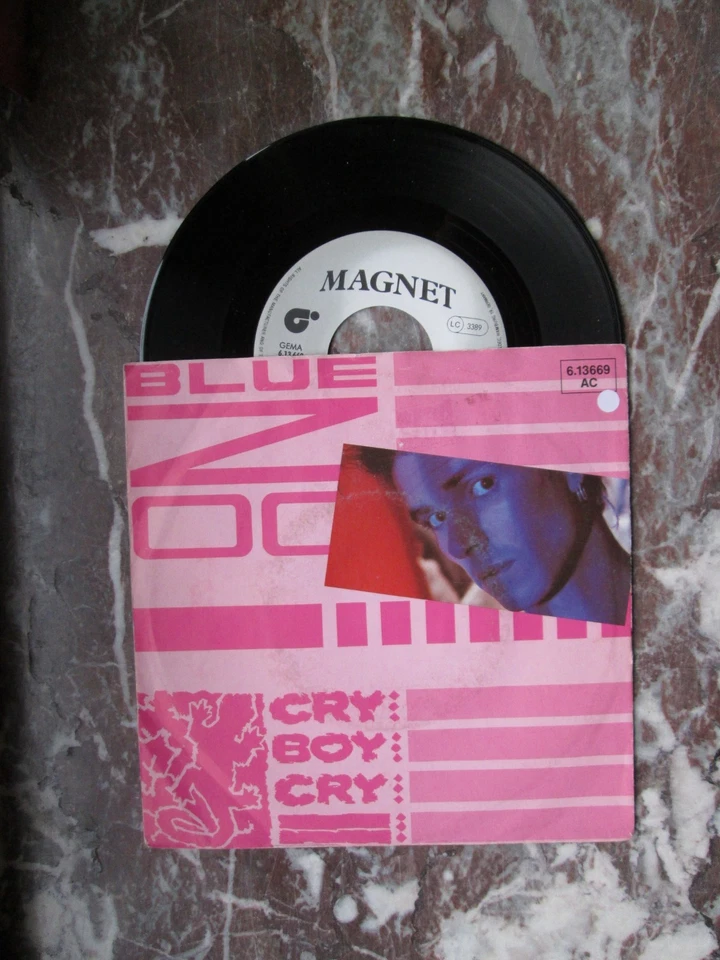 MAGNET
LC 3389
GEMA
BLUE
6.13669
AC
ZOO
CRY
BOY
CRY